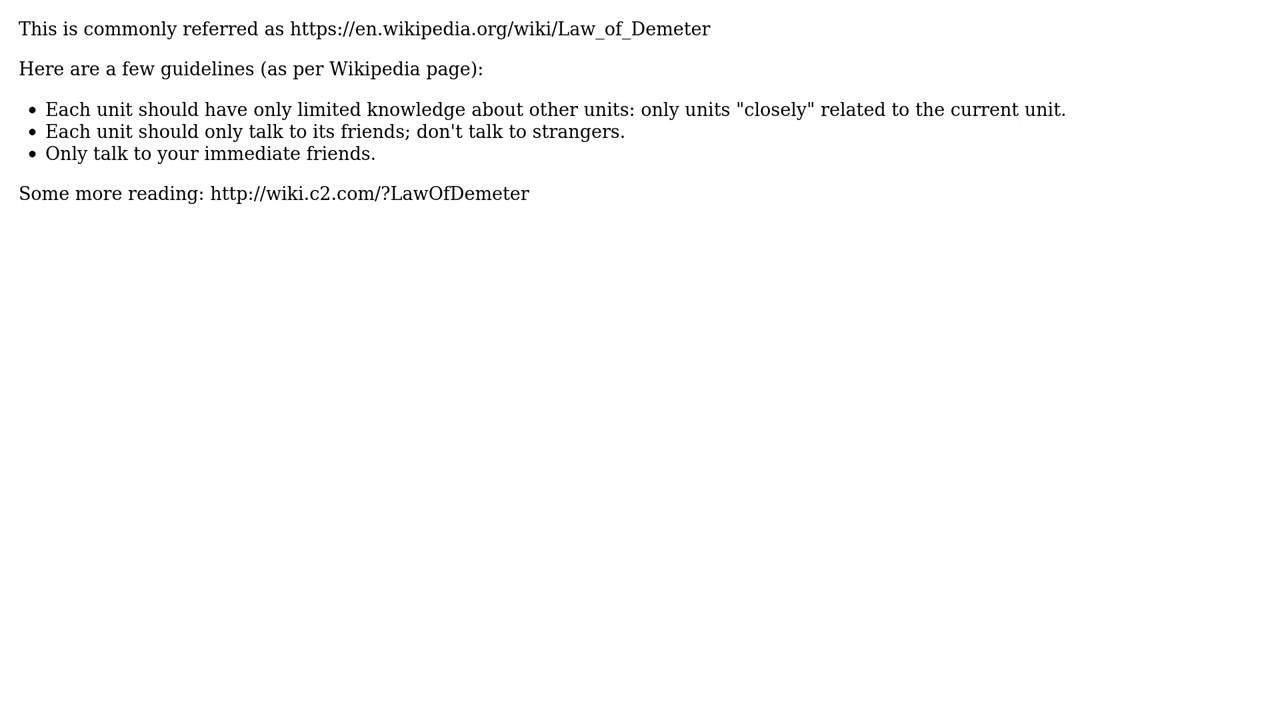 This is commonly referred as https://en.wikipedia.org/wiki/Law_of_Demeter
Here are a few guidelines (as per Wikipedia page):
• Each unit should have only limited knowledge about other units: only units "closely" related to the current unit.
• Each unit should only talk to its friends; don't talk to strangers.
• Only talk to your immediate friends.
Some more reading: http://wiki.c2.com/?LawOfDemeter